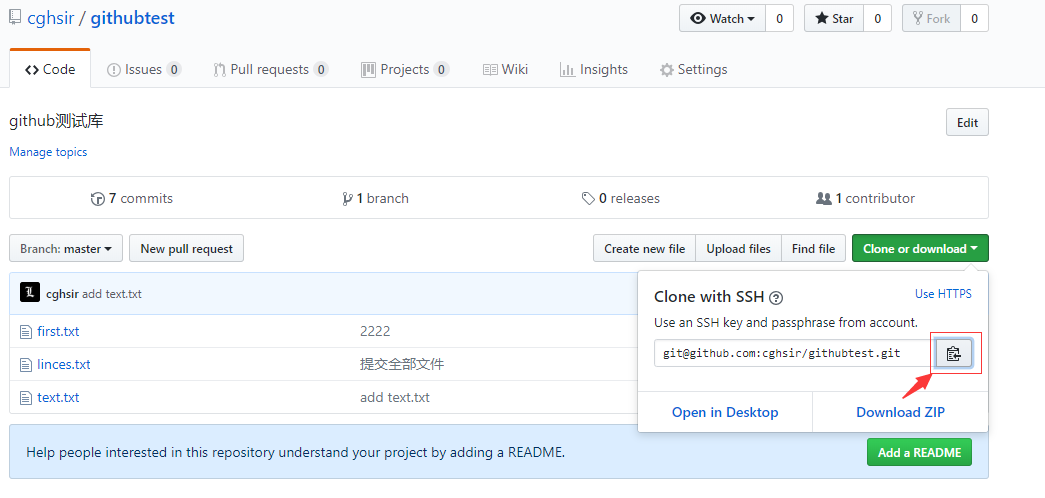 cghsir / githubtest
Watch 0 Star 0 Fork 0
Code Issues 0 Pull requests 0 Projects 0 Wiki Insights Settings
github测试库
Edit
Manage topics
7 commits 1 branch 0 releases 1 contributor
Branch: master New pull request Create new file Upload files Find file Clone or download
cghsir add text.txt
first.txt 2222
linces.txt 提交全部文件
text.txt add text.txt
Clone with SSH ? Use HTTPS
Use an SSH key and passphrase from account.
git@github.com:cghsir/githubtest.git
Open in Desktop Download ZIP
Help people interested in this repository understand your project by adding a README. Add a README